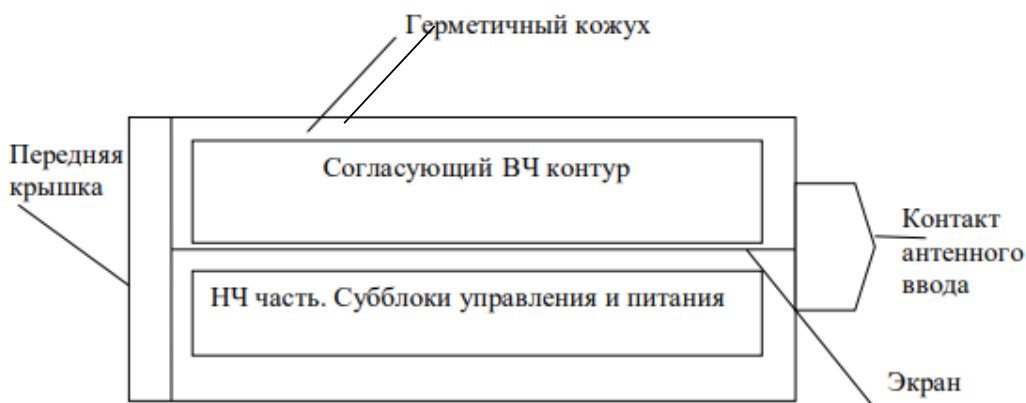 Герметичный кожух
Передняя
крышка
Согласующий ВЧ контур
Контакт
антенного
ввода
НЧ часть. Субблоки управления и питания
Экран